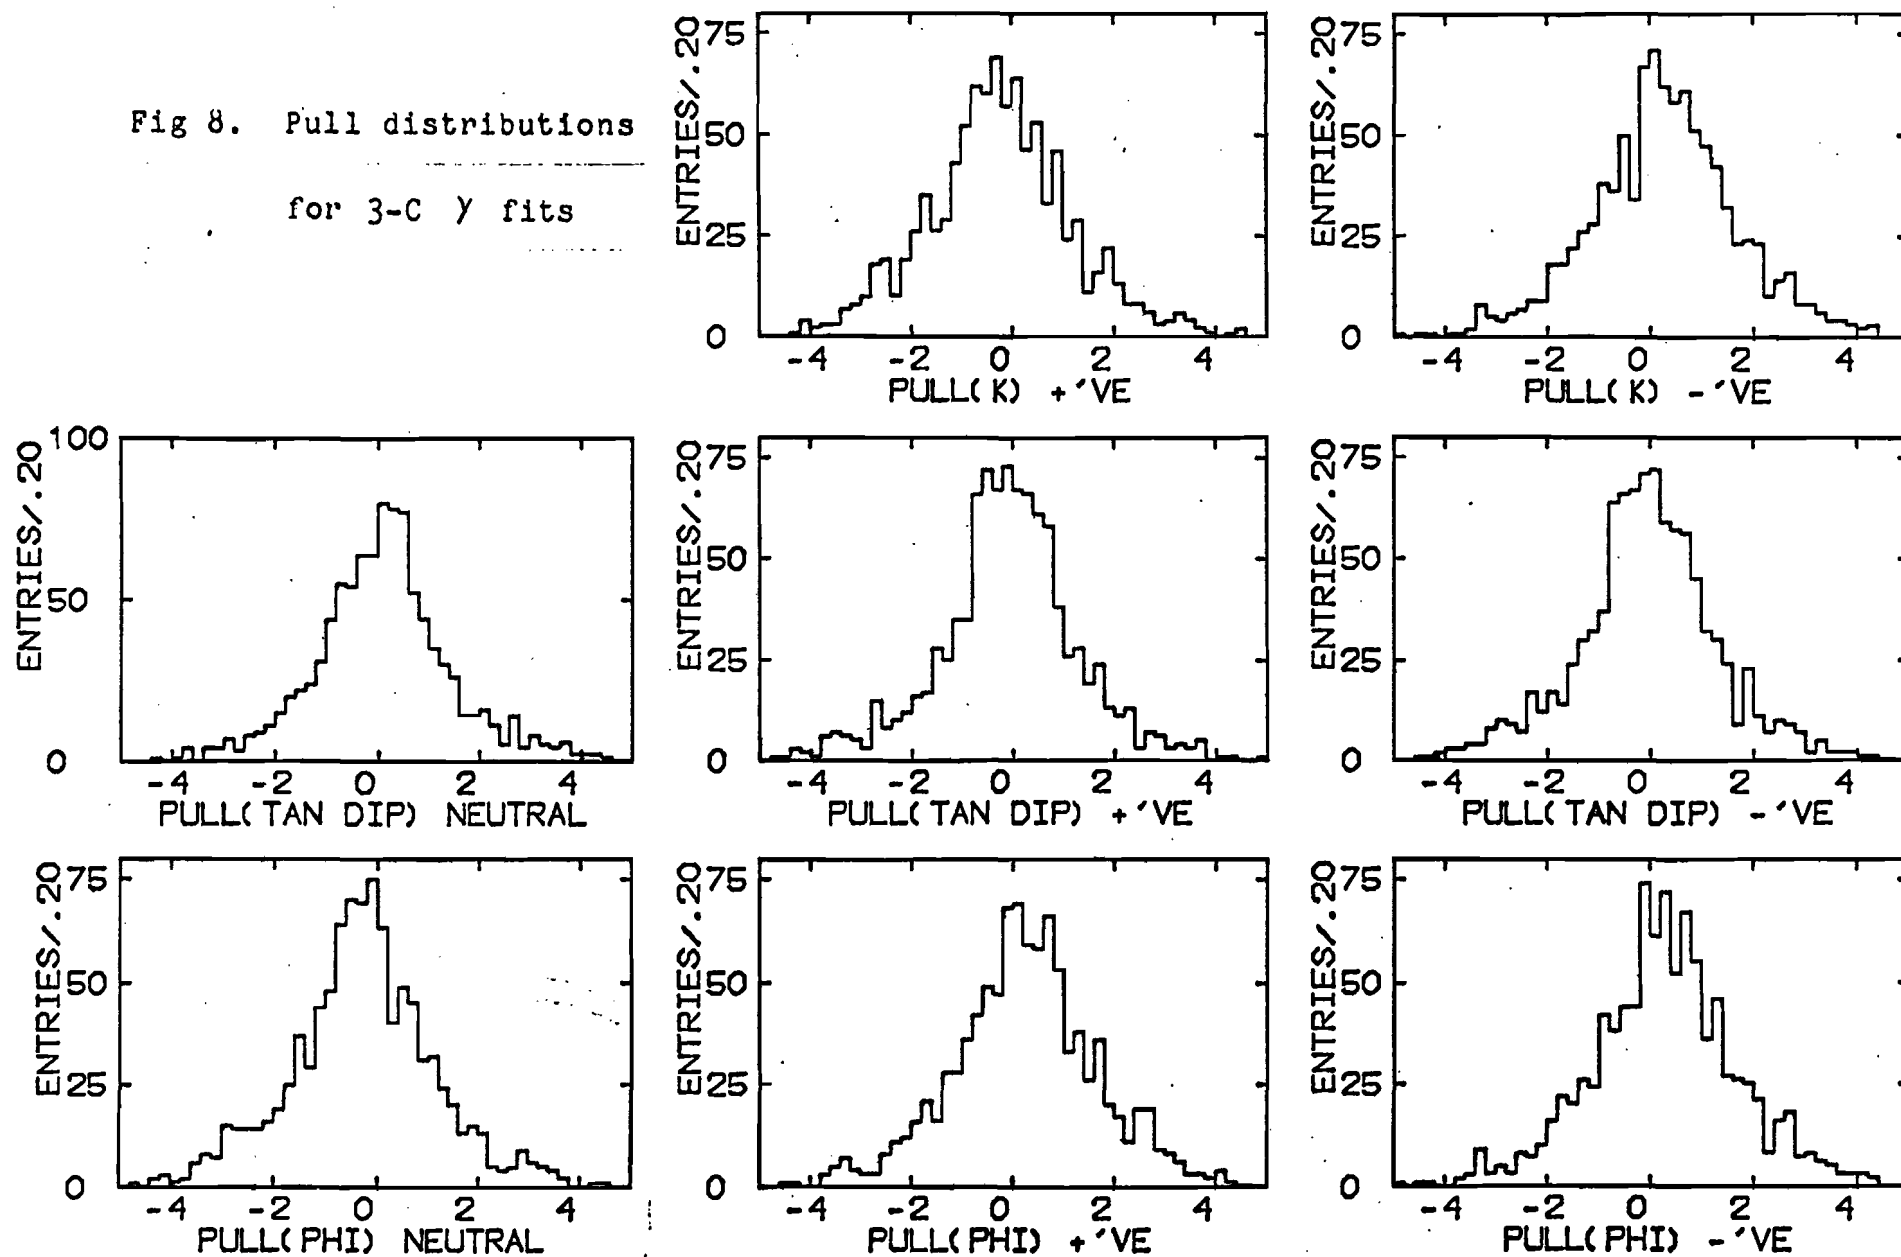 Fig 8. Pull distributions
for 3-C γ fits
ENTRIES/.20
75
50
25
0
-4 -2 0 2 4
PULL(K) +'VE
ENTRIES/.20
75
50
25
0
-4 -2 0 2 4
PULL(K) -'VE
ENTRIES/.20
100
50
0
-4 -2 0 2 4
PULL(TAN DIP) NEUTRAL
ENTRIES/.20
75
50
25
0
-4 -2 0 2 4
PULL(TAN DIP) +'VE
ENTRIES/.20
75
50
25
0
-4 -2 0 2 4
PULL(TAN DIP) -'VE
ENTRIES/.20
75
50
25
0
-4 -2 0 2 4
PULL(PHI) NEUTRAL
ENTRIES/.20
75
50
25
0
-4 -2 0 2 4
PULL(PHI) +'VE
ENTRIES/.20
75
50
25
0
-4 -2 0 2 4
PULL(PHI) -'VE